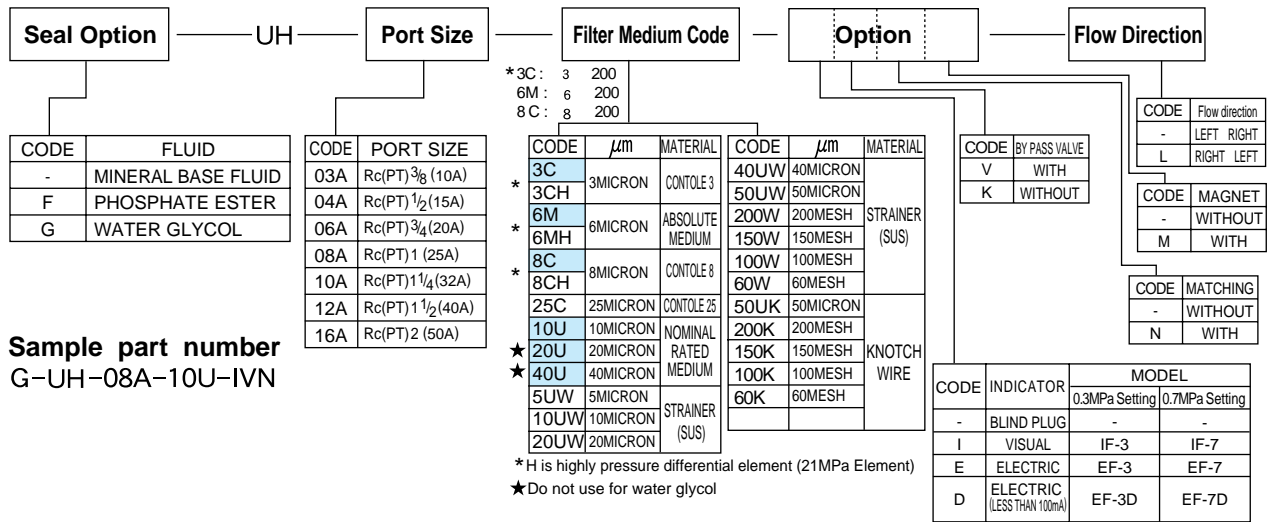 Seal Option UH Port Size Filter Medium Code Option Flow Direction
*3C: 3 200
6M: 6 200
8C: 8 200
CODE FLUID
- MINERAL BASE FLUID
F PHOSPHATE ESTER
G WATER GLYCOL
CODE PORT SIZE
03A Rc(PT) 3/8 (10A)
04A Rc(PT) 1/2 (15A)
06A Rc(PT) 3/4 (20A)
08A Rc(PT) 1 (25A)
10A Rc(PT) 1 1/4 (32A)
12A Rc(PT) 1 1/2 (40A)
16A Rc(PT) 2 (50A)
CODE μm MATERIAL
3C 3MICRON CONTOLE 3
* 3CH
6M 6MICRON ABSOLUTE MEDIUM
* 6MH
8C 8MICRON CONTOLE 8
* 8CH
25C 25MICRON CONTOLE 25
10U 10MICRON NOMINAL RATED MEDIUM
★ 20U 20MICRON
★ 40U 40MICRON
5UW 5MICRON STRAINER (SUS)
10UW 10MICRON
20UW 20MICRON
CODE μm MATERIAL
40UW 40MICRON STRAINER (SUS)
50UW 50MICRON
200W 200MESH
150W 150MESH
100W 100MESH
60W 60MESH
50UK 50MICRON KNOTCH WIRE
200K 200MESH
150K 150MESH
100K 100MESH
60K 60MESH
*H is highly pressure differential element (21MPa Element)
★Do not use for water glycol
CODE BY PASS VALVE
V WITH
K WITHOUT
CODE Flow direction
- LEFT RIGHT
L RIGHT LEFT
CODE MAGNET
- WITHOUT
M WITH
CODE MATCHING
- WITHOUT
N WITH
CODE INDICATOR MODEL
0.3MPa Setting 0.7MPa Setting
- BLIND PLUG - -
I VISUAL IF-3 IF-7
E ELECTRIC EF-3 EF-7
D ELECTRIC (LESS THAN 100mA) EF-3D EF-7D
Sample part number
G-UH-08A-10U-IVN